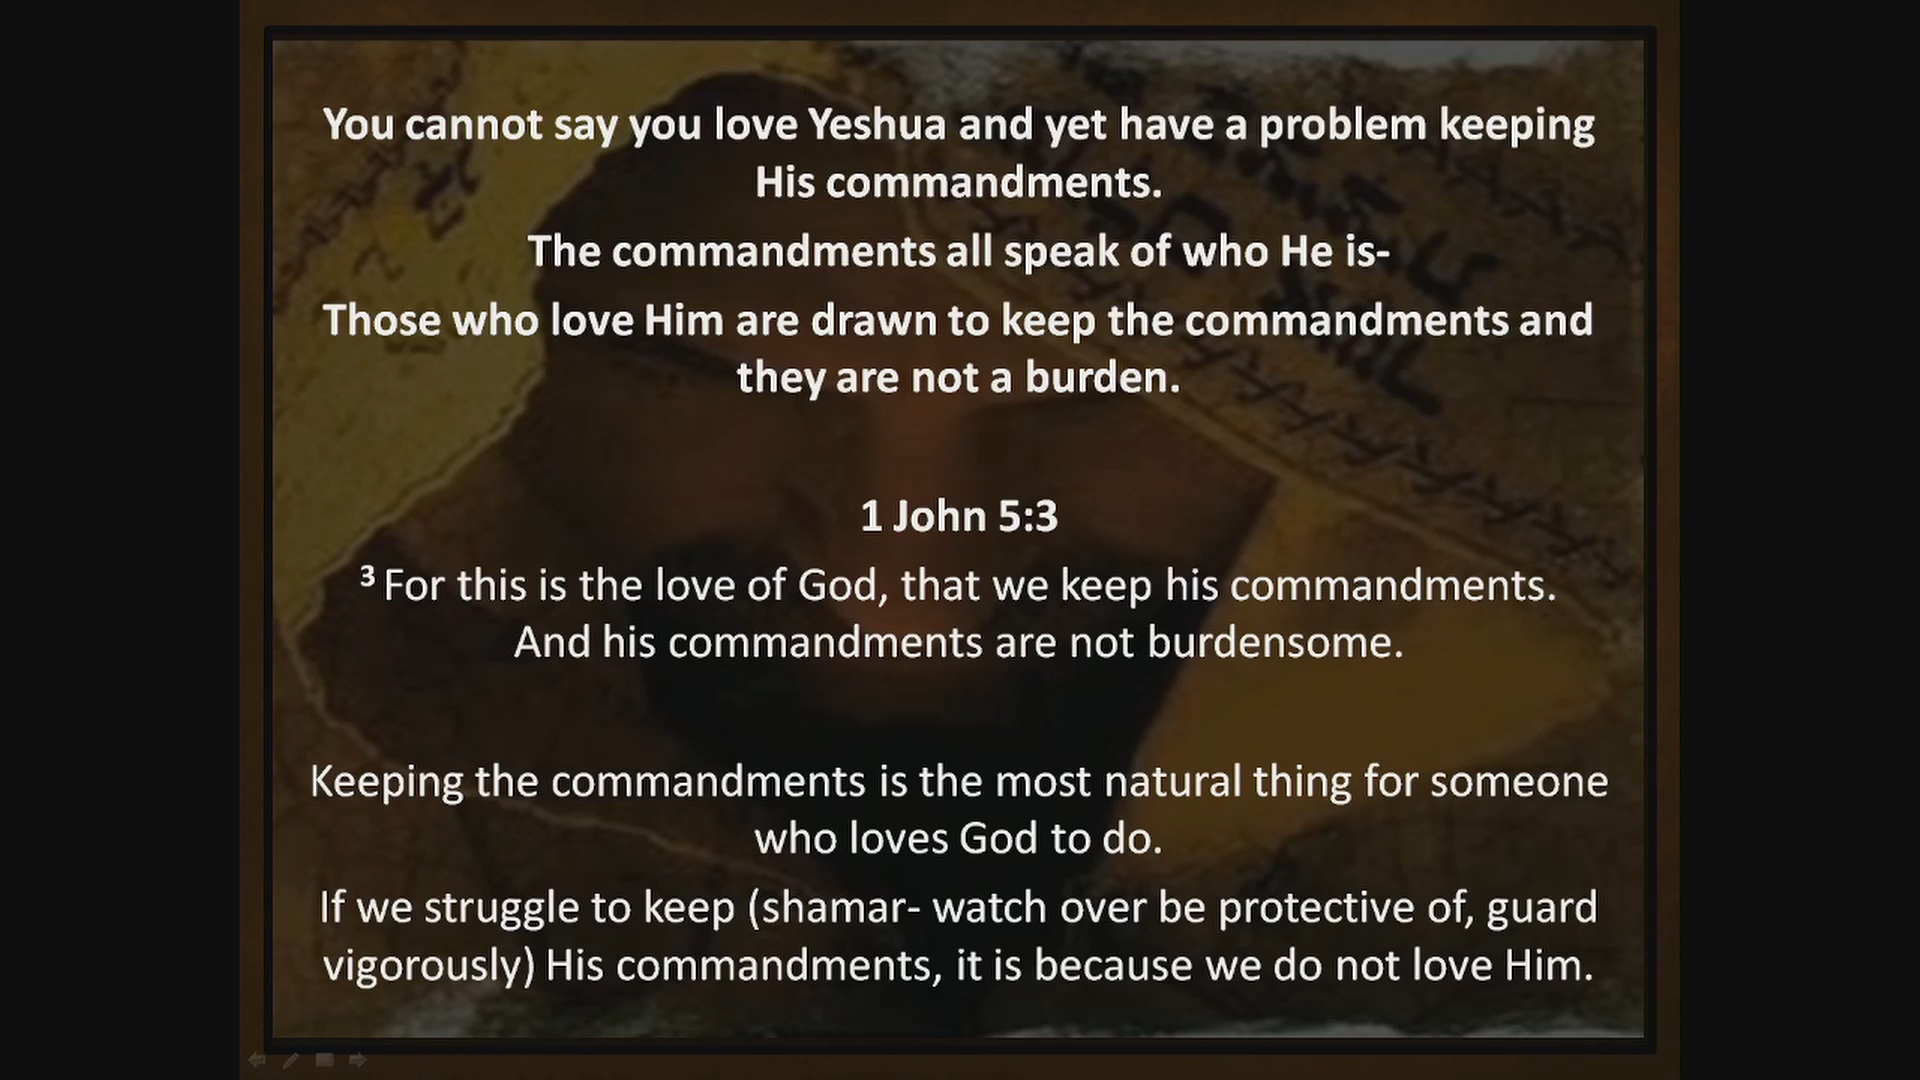 You cannot say you love Yeshua and yet have a problem keeping
His commandments.
The commandments all speak of who He is-
Those who love Him are drawn to keep the commandments and
they are not a burden.
1 John 5:3
3 For this is the love of God, that we keep his commandments.
And his commandments are not burdensome.
Keeping the commandments is the most natural thing for someone
who loves God to do.
If we struggle to keep (shamar- watch over be protective of, guard
vigorously) His commandments, it is because we do not love Him.